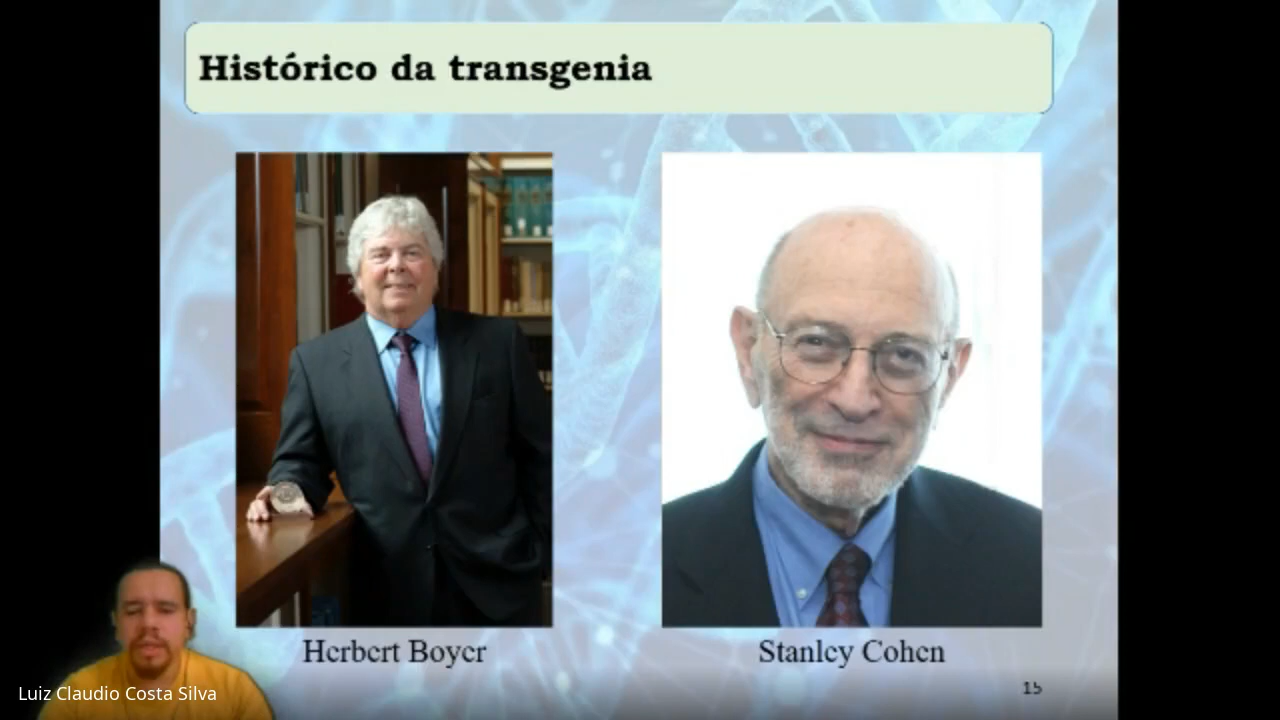 Histórico da transgenia
Herbert Boyer
Stanley Cohen
15
Luiz Claudio Costa Silva